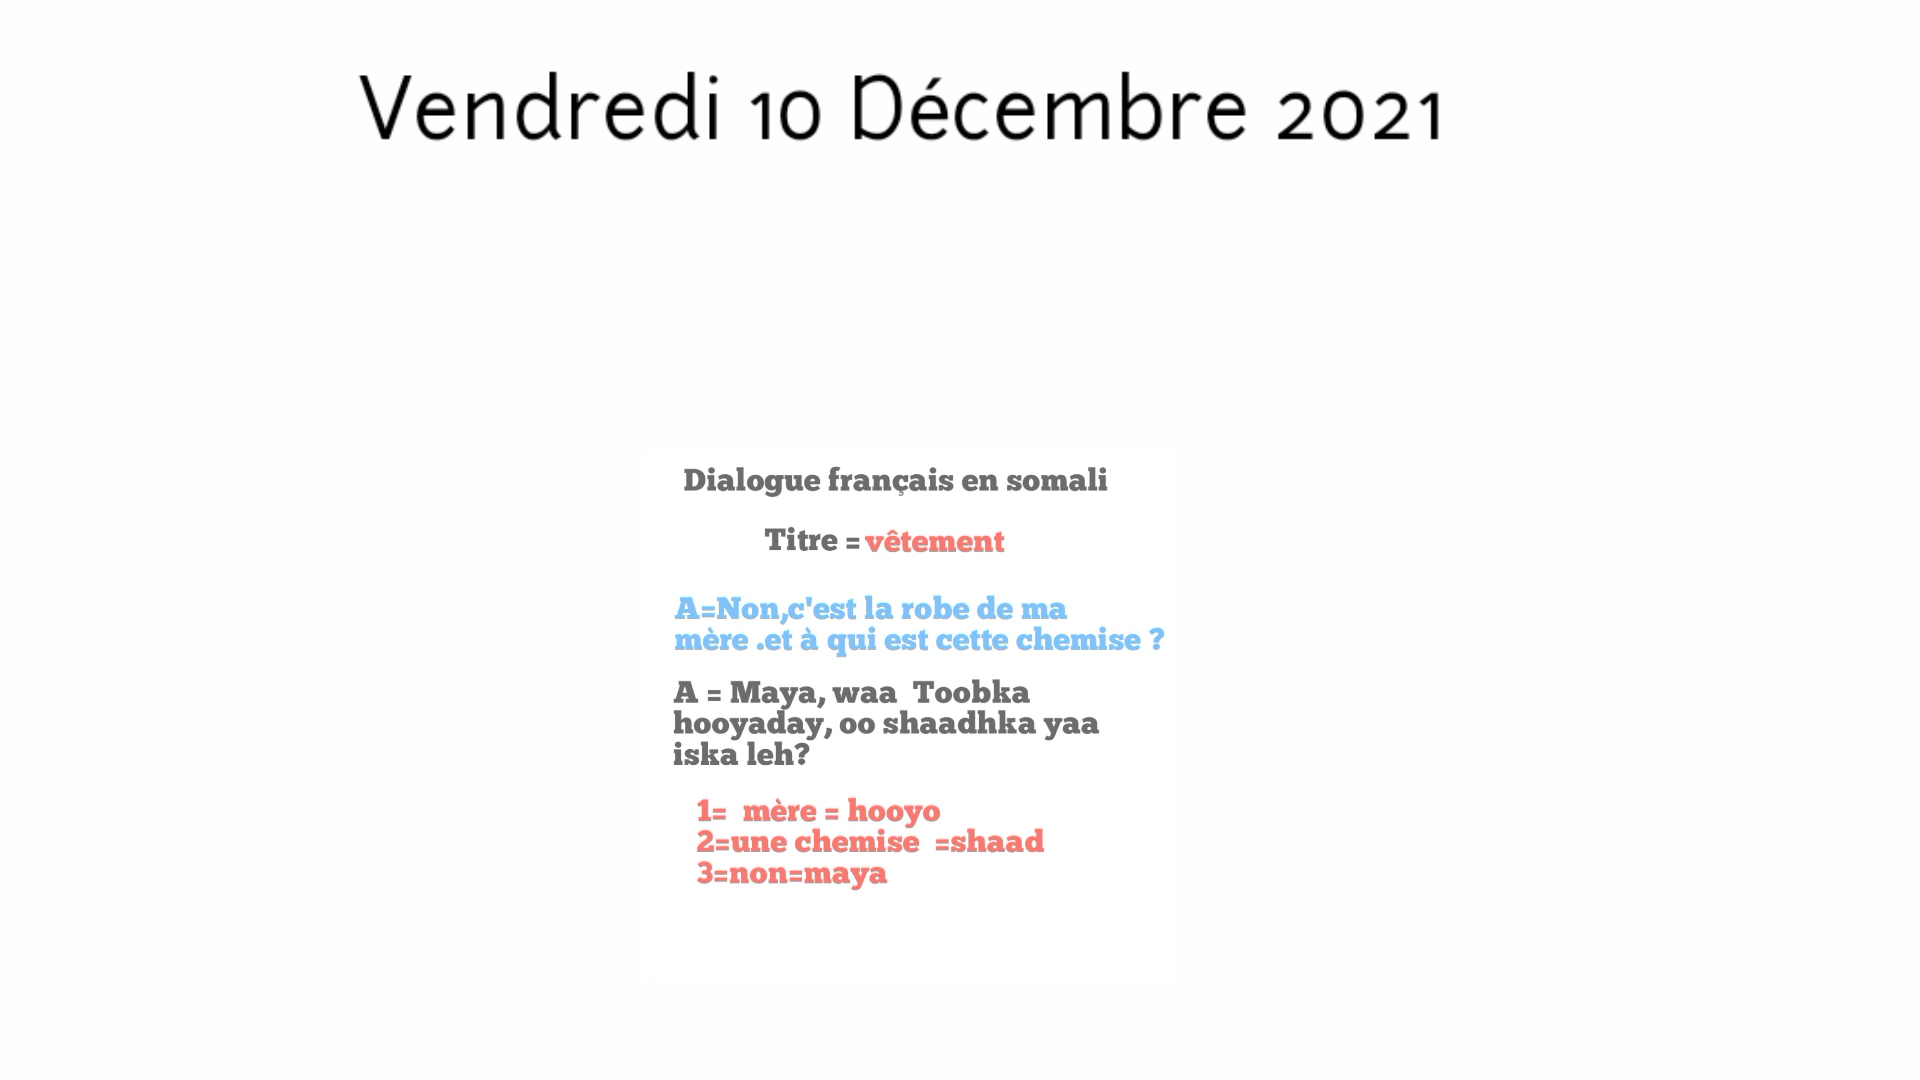 Vendredi 10 Décembre 2021
Dialogue français en somali
Titre = vêtement
A=Non,c'est la robe de ma
mère .et à qui est cette chemise ?
A = Maya, waa  Toobka
hooyaday, oo shaadhka yaa
iska leh?
1=  mère = hooyo
2=une chemise  =shaad
3=non=maya